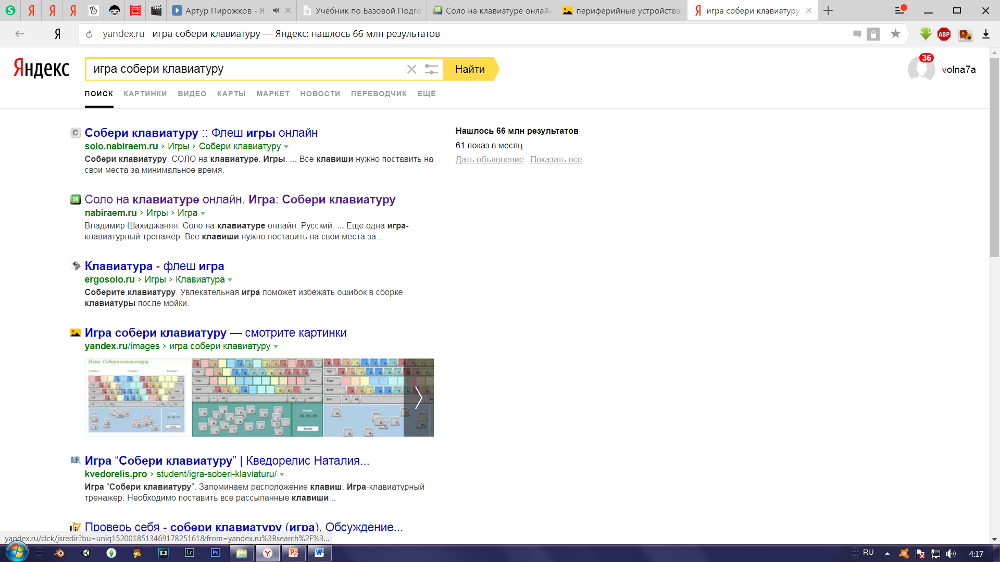 Артур Пирожков - Я
Учебник по Базовой Подго
Соло на клавиатуре онлайн
периферийные устройства:
игра собери клавиатуру
yandex.ru игра собери клавиатуру — Яндекс: нашлось 66 млн результатов
ABP
Яндекс
игра собери клавиатуру
Найти
36
volna7a
ПОИСК КАРТИНКИ ВИДЕО КАРТЫ МАРКЕТ НОВОСТИ ПЕРЕВОДЧИК ЕЩЁ
Собери клавиатуру :: Флеш игры онлайн
solo.nabiraem.ru › Игры › Собери клавиатуру
Собери клавиатуру. СОЛО на клавиатуре. Игры. ... Все клавиши нужно поставить на
свои места за минимальное время.
Нашлось 66 млн результатов
61 показ в месяц
Дать объявление Показать все
Соло на клавиатуре онлайн. Игра: Собери клавиатуру
nabiraem.ru › Игры › Игра
Владимир Шахиджанян: Соло на клавиатуре онлайн. Русский. ... Ещё одна игра-
клавиатурный тренажёр. Все клавиши нужно поставить на свои места за...
Клавиатура - флеш игра
ergosolo.ru › Игры › Клавиатура
Соберите клавиатуру. Увлекательная игра поможет избежать ошибок в сборке
клавиатуры после мойки.
Игра собери клавиатуру — смотрите картинки
yandex.ru/images › игра собери клавиатуру
Игра: Собери клавиатуру
Игра “Собери клавиатуру” | Кведорелис Наталия...
kvedorelis.pro › student/igra-soberi-klaviaturu/
Игра “Собери клавиатуру”. Запоминаем расположение клавиш. Игра-клавиатурный
тренажёр. Необходимо поставить все рассыпанные клавиши...
Проверь себя - собери клавиатуру (игра). Обсуждение...
yandex.ru/clck/jsredir?bu=uniq1520018513469178251​61&from=yandex.ru%3Bsearch%2F%3...
Lr
Ps
RU
4:17